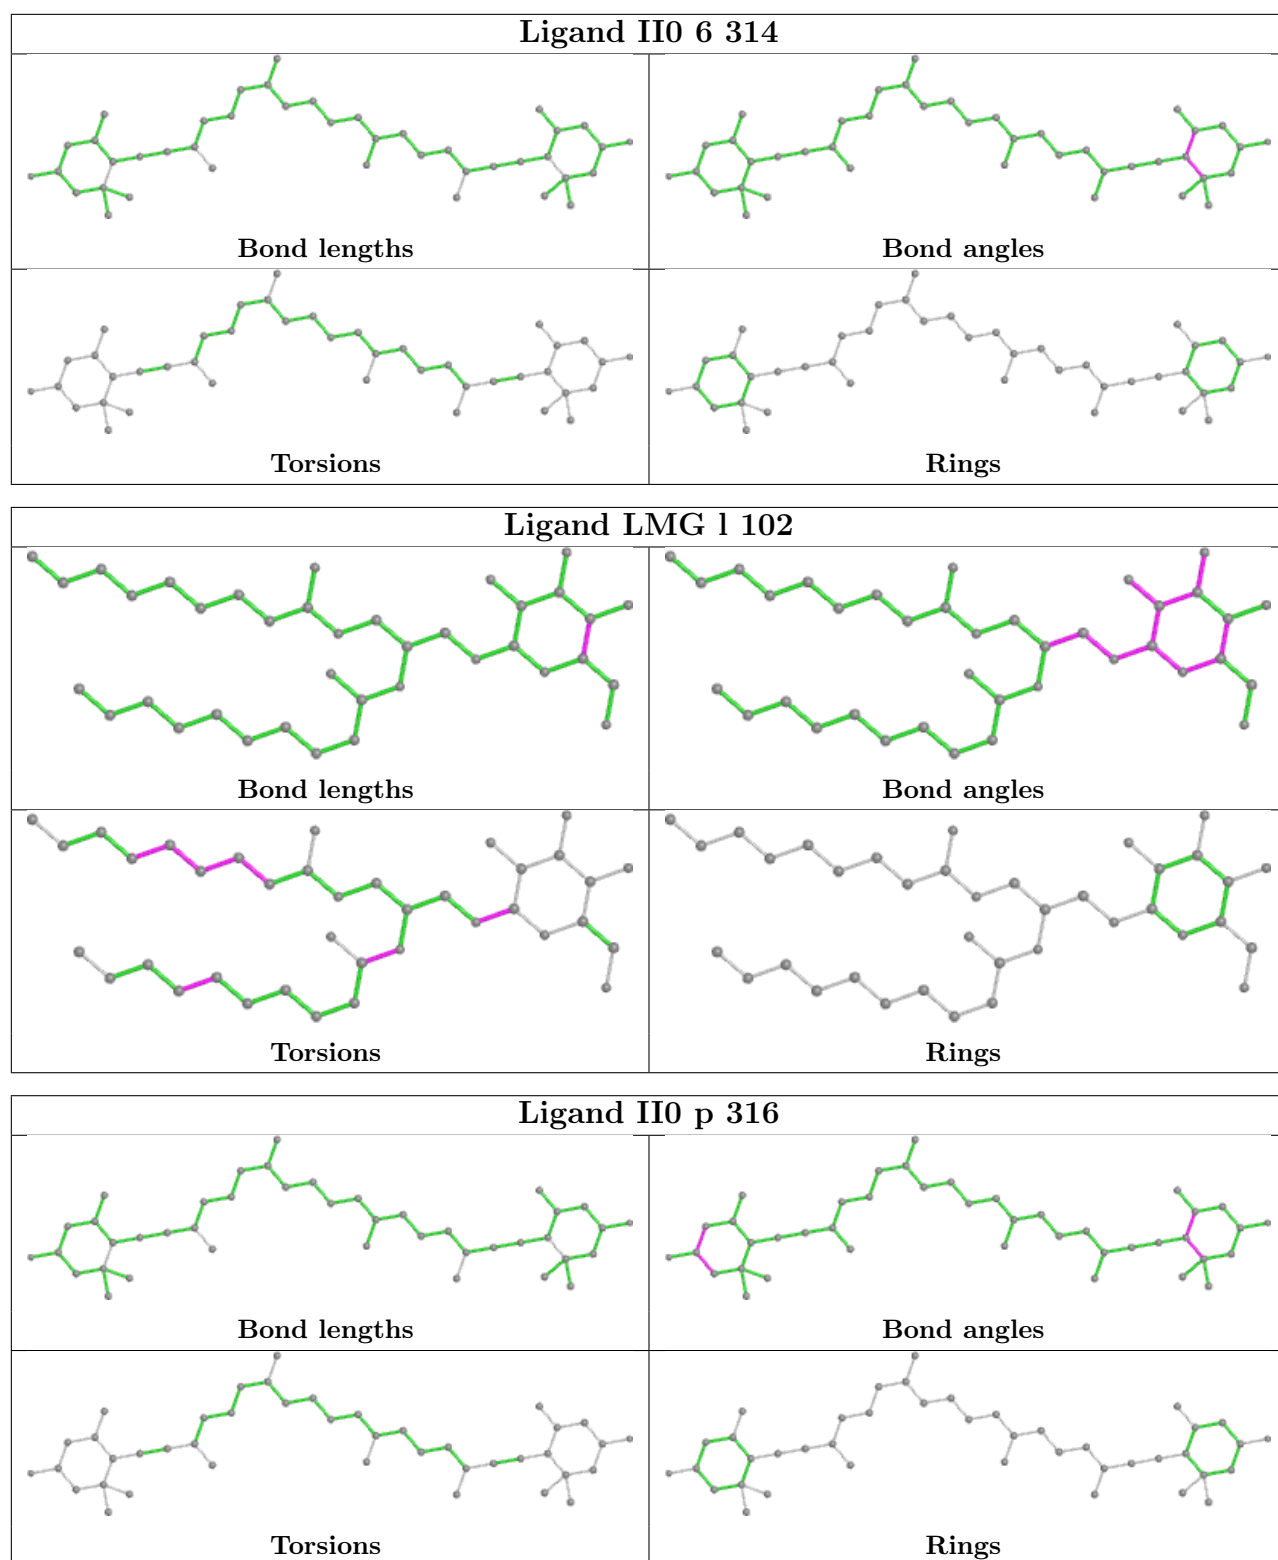 Ligand II0 6 314
Bond lengths
Bond angles
Torsions
Rings
Ligand LMG l 102
Bond lengths
Bond angles
Torsions
Rings
Ligand II0 p 316
Bond lengths
Bond angles
Torsions
Rings